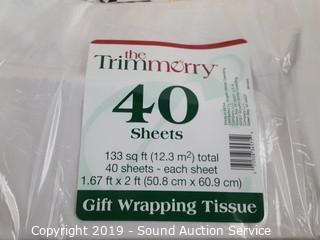 the
Trimmerry
40
Sheets
133 sq ft (12.3 m²) total
40 sheets - each sheet
1.67 ft x 2 ft (50.8 cm x 60.9 cm)
Gift Wrapping Tissue
Copyright 2019 - Sound Auction Service